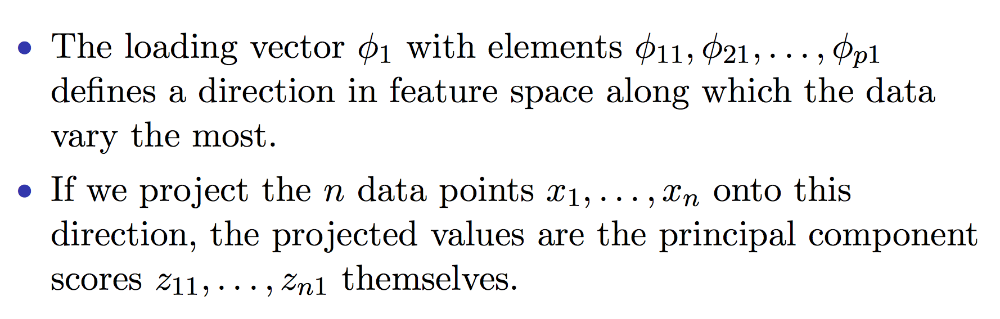 • The loading vector ϕ₁ with elements ϕ₁₁, ϕ₂₁, . . . , ϕₚ₁
defines a direction in feature space along which the data
vary the most.
• If we project the n data points x₁, . . . , xₙ onto this
direction, the projected values are the principal component
scores z₁₁, . . . , zₙ₁ themselves.